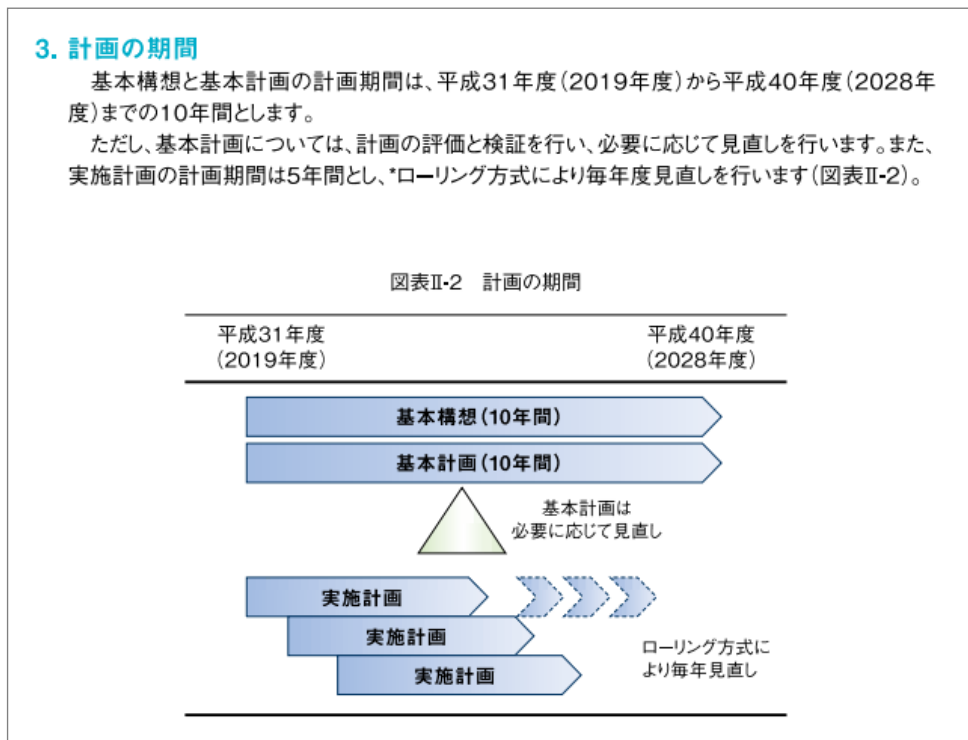 3. 計画の期間
基本構想と基本計画の計画期間は、平成31年度(2019年度)から平成40年度(2028年
度)までの10年間とします。
ただし、基本計画については、計画の評価と検証を行い、必要に応じて見直しを行います。また、
実施計画の計画期間は5年間とし、*ローリング方式により毎年度見直しを行います(図表Ⅱ-2)。
図表Ⅱ-2　計画の期間
平成31年度
(2019年度)
平成40年度
(2028年度)
基本構想(10年間)
基本計画(10年間)
基本計画は
必要に応じて見直し
実施計画
実施計画
実施計画
ローリング方式に
より毎年見直し